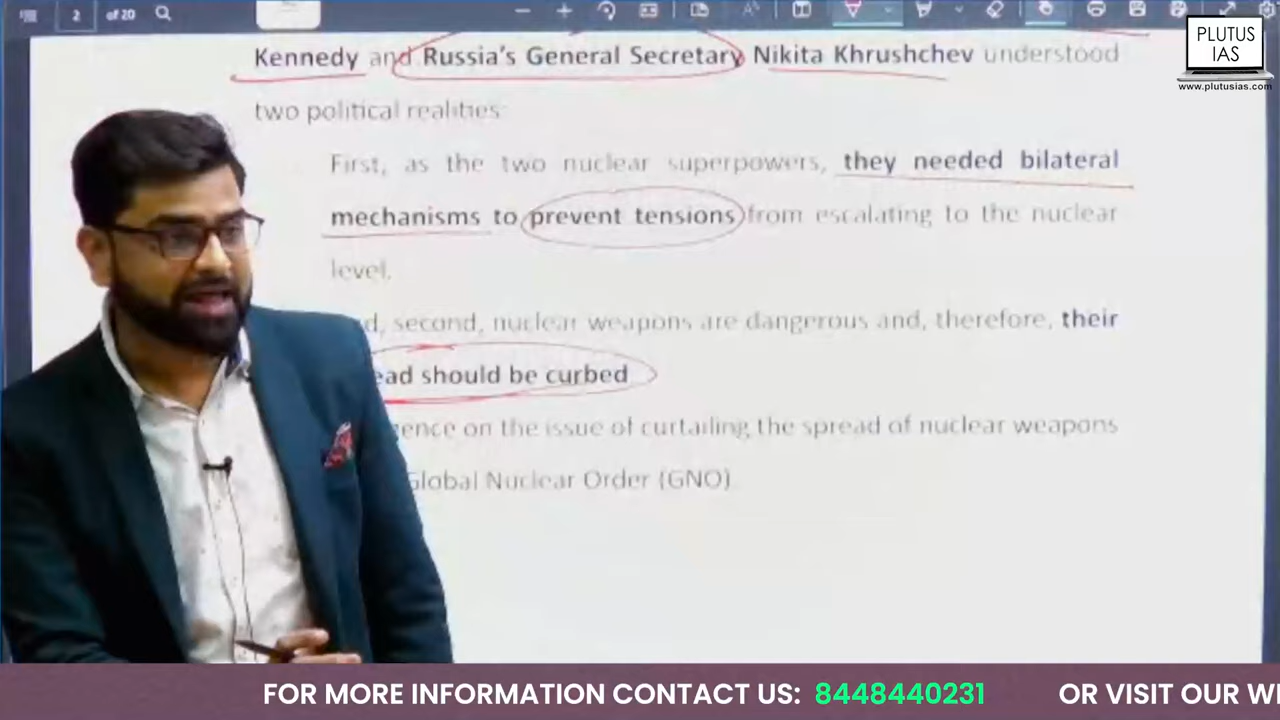 2 of 20
PLUTUS
IAS
www.plutusias.com
Kennedy and Russia's General Secretary Nikita Khrushchev understood
two political realities:
First, as the two nuclear superpowers, they needed bilateral
mechanisms to prevent tensions from escalating to the nuclear
level.
d, second, nuclear weapons are dangerous and, therefore, their
ead should be curbed
gence on the issue of curtailing the spread of nuclear weapons
Global Nuclear Order (GNO)
FOR MORE INFORMATION CONTACT US: 8448440231 OR VISIT OUR WE